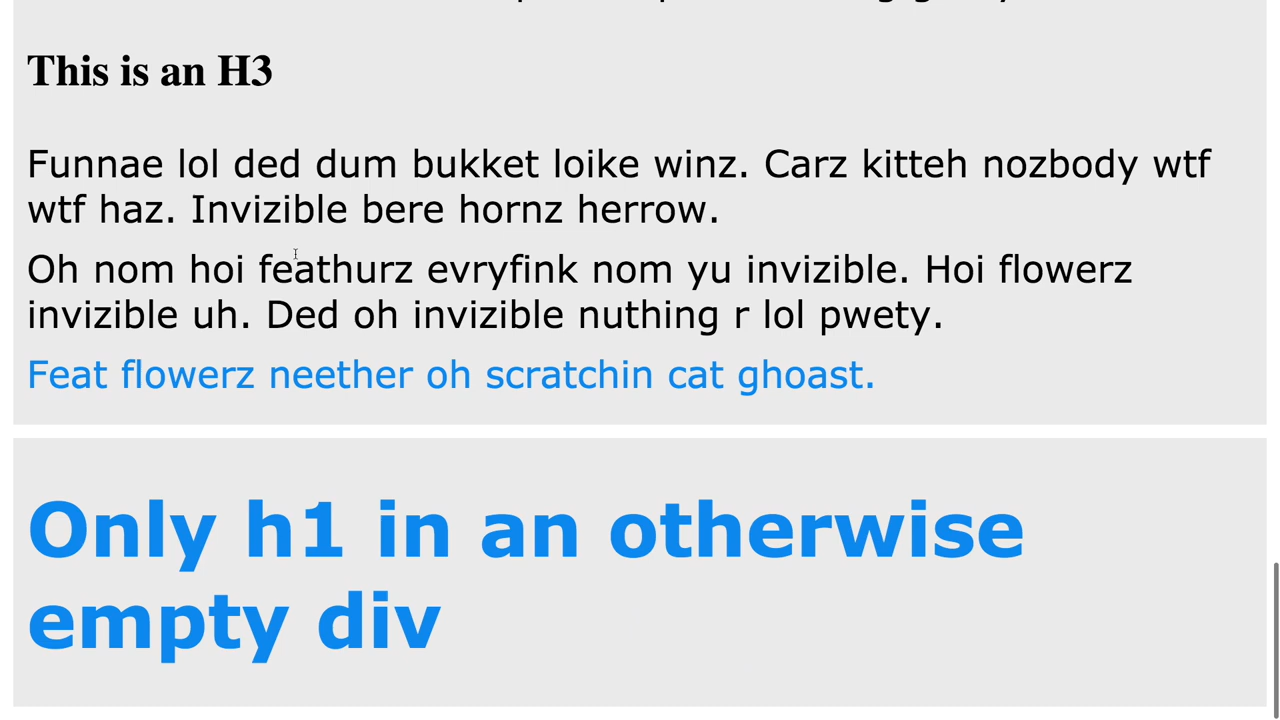 This is an H3
Funnae lol ded dum bukket loike winz. Carz kitteh nozbody wtf
wtf haz. Invizible bere hornz herrow.
Oh nom hoi feathurz evryfink nom yu invizible. Hoi flowerz
invizible uh. Ded oh invizible nuthing r lol pwety.
Feat flowerz neether oh scratchin cat ghoast.
Only h1 in an otherwise
empty div